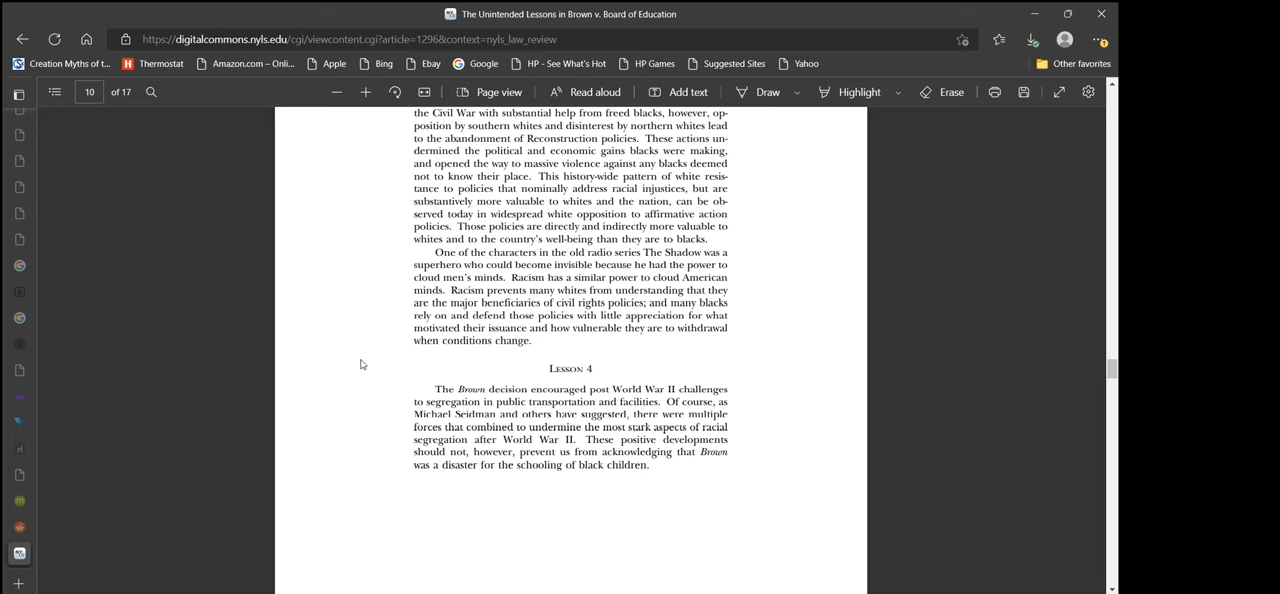 The Unintended Lessons in Brown v. Board of Education
https://digitalcommons.nyls.edu/cgi/viewcontent.cgi?article=1296&context=nyls_law_review
Creation Myths of t... Thermostat Amazon.com – Onli... Apple Bing Ebay Google HP - See What's Hot HP Games Suggested Sites Yahoo Other favorites
10 of 17 Page view Read aloud Add text Draw Highlight Erase
the Civil War with substantial help from freed blacks, however, op-
position by southern whites and disinterest by northern whites lead
to the abandonment of Reconstruction policies. These actions un-
dermined the political and economic gains blacks were making,
and opened the way to massive violence against any blacks deemed
not to know their place. This history-wide pattern of white resis-
tance to policies that nominally address racial injustices, but are
substantively more valuable to whites and the nation, can be ob-
served today in widespread white opposition to affirmative action
policies. Those policies are directly and indirectly more valuable to
whites and to the country's well-being than they are to blacks.
One of the characters in the old radio series The Shadow was a
superhero who could become invisible because he had the power to
cloud men's minds. Racism has a similar power to cloud American
minds. Racism prevents many whites from understanding that they
are the major beneficiaries of civil rights policies; and many blacks
rely on and defend those policies with little appreciation for what
motivated their issuance and how vulnerable they are to withdrawal
when conditions change.
Lesson 4
The Brown decision encouraged post World War II challenges
to segregation in public transportation and facilities. Of course, as
Michael Seidman and others have suggested, there were multiple
forces that combined to undermine the most stark aspects of racial
segregation after World War II. These positive developments
should not, however, prevent us from acknowledging that Brown
was a disaster for the schooling of black children.